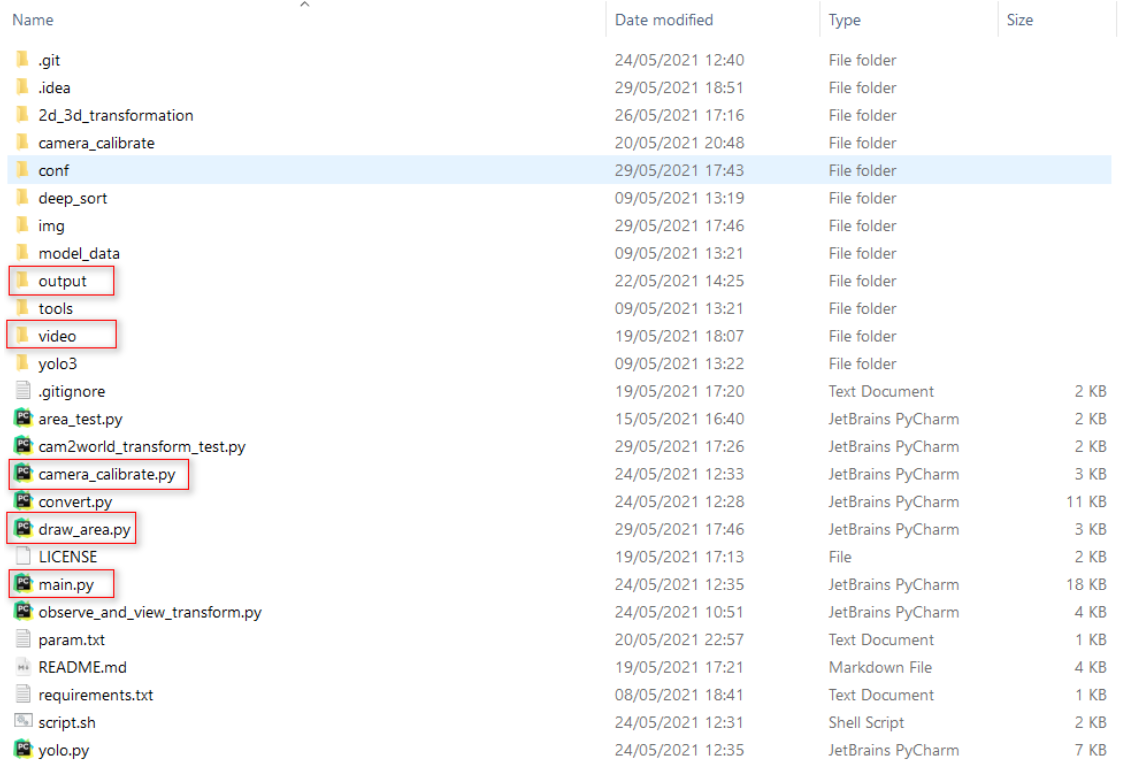 Name Date modified Type Size
.git 24/05/2021 12:40 File folder
.idea 29/05/2021 18:51 File folder
2d_3d_transformation 26/05/2021 17:16 File folder
camera_calibrate 20/05/2021 20:48 File folder
conf 29/05/2021 17:43 File folder
deep_sort 09/05/2021 13:19 File folder
img 29/05/2021 17:46 File folder
model_data 09/05/2021 13:21 File folder
output 22/05/2021 14:25 File folder
tools 09/05/2021 13:21 File folder
video 19/05/2021 18:07 File folder
yolo3 09/05/2021 13:22 File folder
.gitignore 19/05/2021 17:20 Text Document 2 KB
area_test.py 15/05/2021 16:40 JetBrains PyCharm 2 KB
cam2world_transform_test.py 29/05/2021 17:26 JetBrains PyCharm 2 KB
camera_calibrate.py 24/05/2021 12:33 JetBrains PyCharm 3 KB
convert.py 24/05/2021 12:28 JetBrains PyCharm 11 KB
draw_area.py 29/05/2021 17:46 JetBrains PyCharm 3 KB
LICENSE 19/05/2021 17:13 File 2 KB
main.py 24/05/2021 12:35 JetBrains PyCharm 18 KB
observe_and_view_transform.py 24/05/2021 10:51 JetBrains PyCharm 4 KB
param.txt 20/05/2021 22:57 Text Document 1 KB
README.md 19/05/2021 17:21 Markdown File 4 KB
requirements.txt 08/05/2021 18:41 Text Document 1 KB
script.sh 24/05/2021 12:31 Shell Script 2 KB
yolo.py 24/05/2021 12:35 JetBrains PyCharm 7 KB